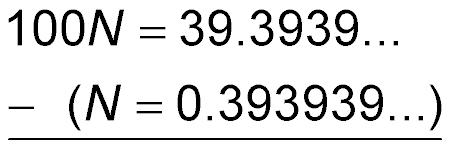 100N = 39.3939...
– (N = 0.393939...)